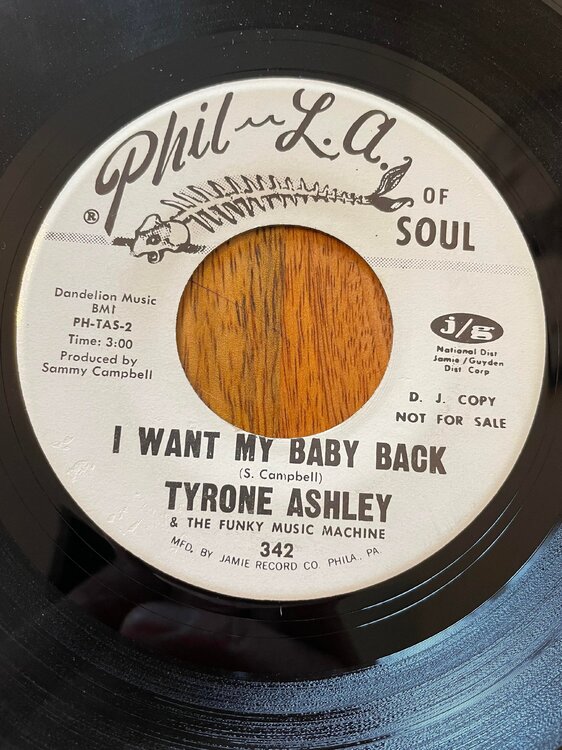 Phil~L.A.
OF
SOUL
®
Dandelion Music
BMI
PH-TAS-2
Time: 3:00
Produced by
Sammy Campbell
j/g
National Dist
Jamie/Guyden
Dist Corp
D. J. COPY
NOT FOR SALE
I WANT MY BABY BACK
(S. Campbell)
TYRONE ASHLEY
& THE FUNKY MUSIC MACHINE
342
MFD. BY JAMIE RECORD CO. PHILA., PA.